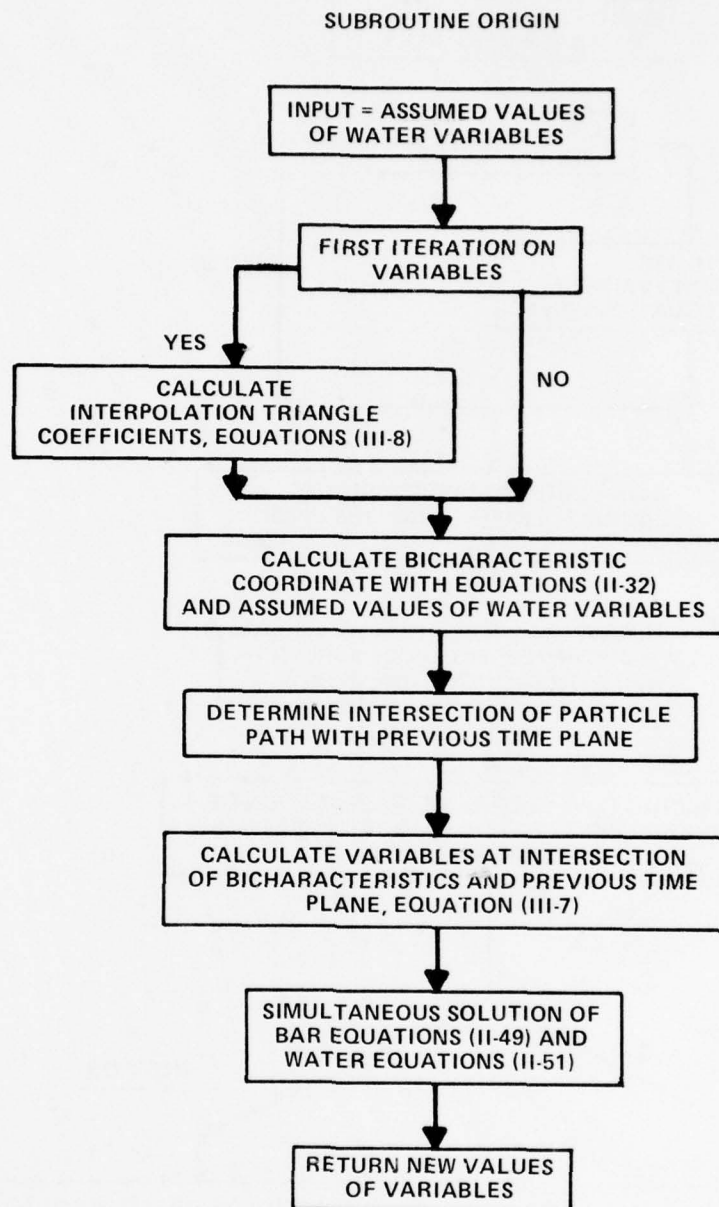 SUBROUTINE ORIGIN
INPUT = ASSUMED VALUES
OF WATER VARIABLES
FIRST ITERATION ON
VARIABLES
YES
NO
CALCULATE
INTERPOLATION TRIANGLE
COEFFICIENTS, EQUATIONS (III-8)
CALCULATE BICHARACTERISTIC
COORDINATE WITH EQUATIONS (II-32)
AND ASSUMED VALUES OF WATER VARIABLES
DETERMINE INTERSECTION OF PARTICLE
PATH WITH PREVIOUS TIME PLANE
CALCULATE VARIABLES AT INTERSECTION
OF BICHARACTERISTICS AND PREVIOUS TIME
PLANE, EQUATION (III-7)
SIMULTANEOUS SOLUTION OF
BAR EQUATIONS (II-49) AND
WATER EQUATIONS (II-51)
RETURN NEW VALUES
OF VARIABLES